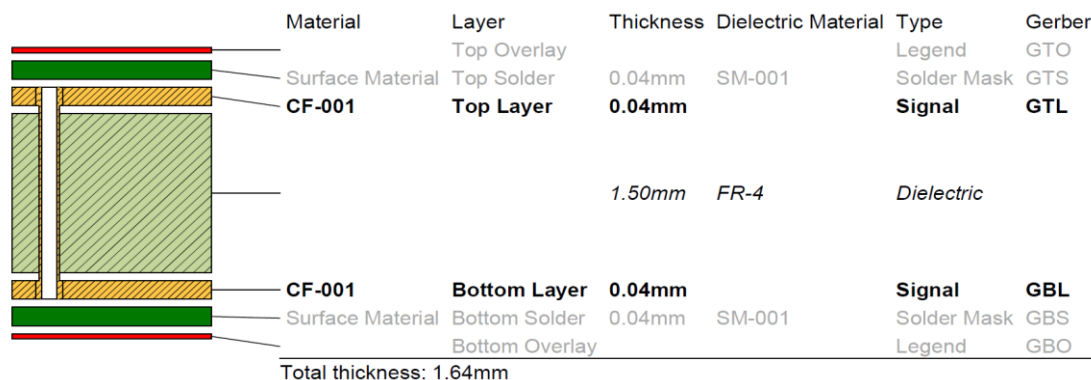 Material Layer Thickness Dielectric Material Type Gerber
Top Overlay Legend GTO
Surface Material Top Solder 0.04mm SM-001 Solder Mask GTS
CF-001 Top Layer 0.04mm Signal GTL
1.50mm FR-4 Dielectric
CF-001 Bottom Layer 0.04mm Signal GBL
Surface Material Bottom Solder 0.04mm SM-001 Solder Mask GBS
Bottom Overlay Legend GBO
Total thickness: 1.64mm